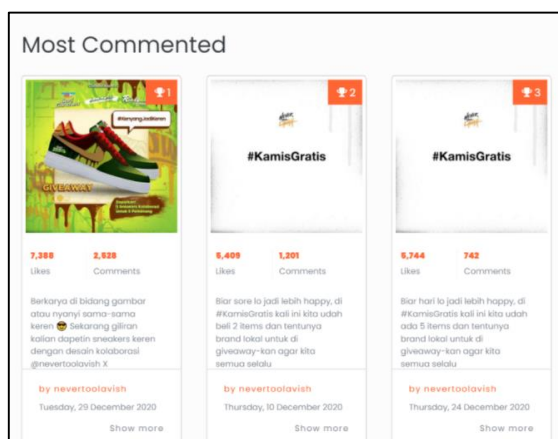 Most Commented
1
#KenyangJadiKeren
GIVEAWAY
7,388 2,528
Likes Comments
Berkarya di bidang gambar
atau nyanyi sama-sama
keren 😎 Sekarang giliran
kalian dapetin sneakers keren
dengan desain kolaborasi
@nevertoolavish X
by nevertoolavish
Tuesday, 29 December 2020
Show more
2
#KamisGratis
5,409 1,201
Likes Comments
Biar sore lo jadi lebih happy, di
#KamisGratis kali ini kita udah
beli 2 items dan tentunya
brand lokal untuk di
giveaway-kan agar kita
semua selalu
by nevertoolavish
Thursday, 10 December 2020
Show more
3
#KamisGratis
5,744 742
Likes Comments
Biar hari lo jadi lebih happy, di
#KamisGratis kali ini kita udah
ada 5 items dan tentunya
brand lokal untuk di
giveaway-kan agar kita
semua selalu
by nevertoolavish
Thursday, 24 December 2020
Show more